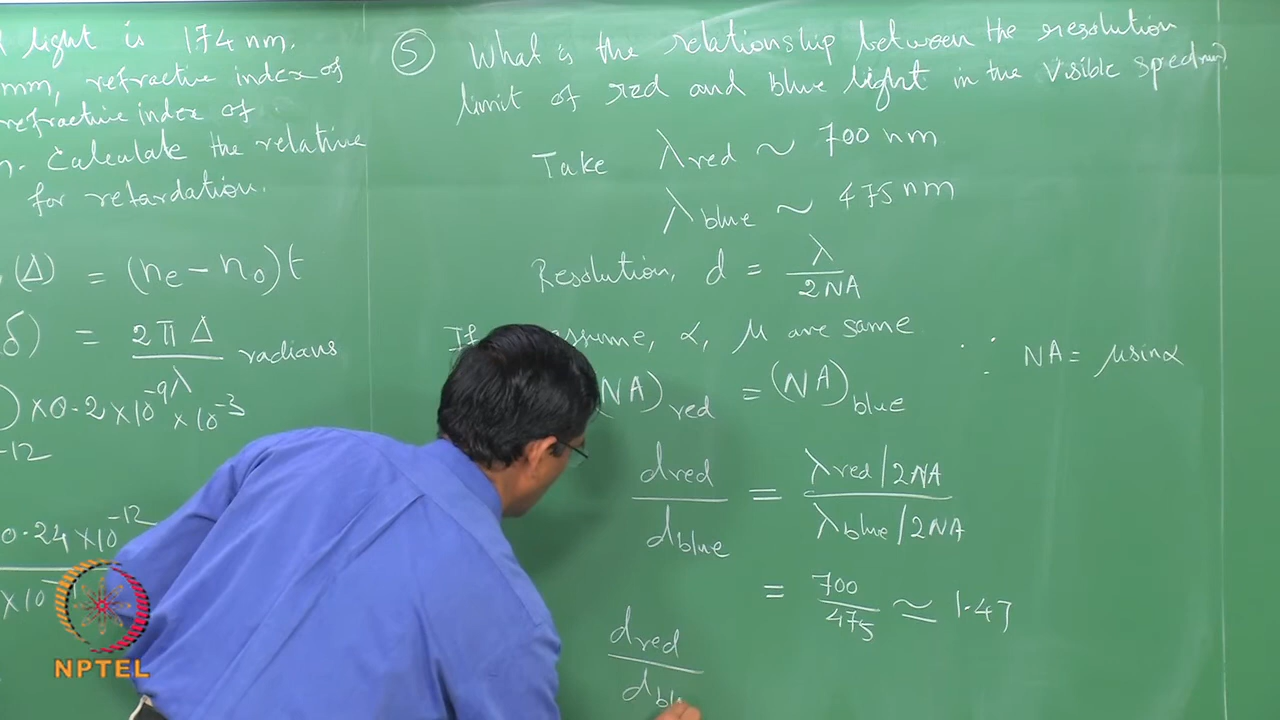 light is 174 nm.
mm, refractive index of
refractive index of
n. Calculate the relative
for retardation.
(Δ) = (ne - no)t
δ) = 2πΔ / λ radians
) × 0.2 × 10⁻⁹ × 10⁻³
-12
0.24 × 10⁻¹²
× 10
⑤ What is the relationship between the resolution
limit of red and blue light in the visible spectrum?
Take λred ~ 700 nm
λblue ~ 475 nm
Resolution, d = λ / 2NA
If assume, α, μ are same
∵ NA = μ sinα
(NA)red = (NA)blue
dred / dblue = λred/2NA / λblue/2NA
= 700 / 475 ≃ 1.47
dred / dblu
NPTEL